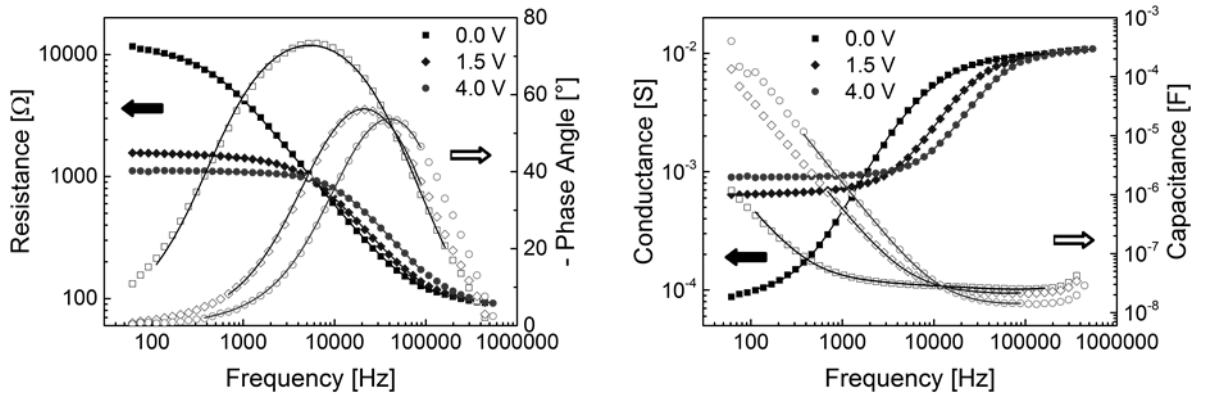 Resistance [Ω]
10000
1000
100
0.0 V
1.5 V
4.0 V
80
60
40
20
0
- Phase Angle [°]
100
1000
10000
100000
1000000
Frequency [Hz]
Conductance [S]
10⁻²
10⁻³
10⁻⁴
0.0 V
1.5 V
4.0 V
10⁻³
10⁻⁴
10⁻⁵
10⁻⁶
10⁻⁷
10⁻⁸
Capacitance [F]
100
1000
10000
100000
1000000
Frequency [Hz]